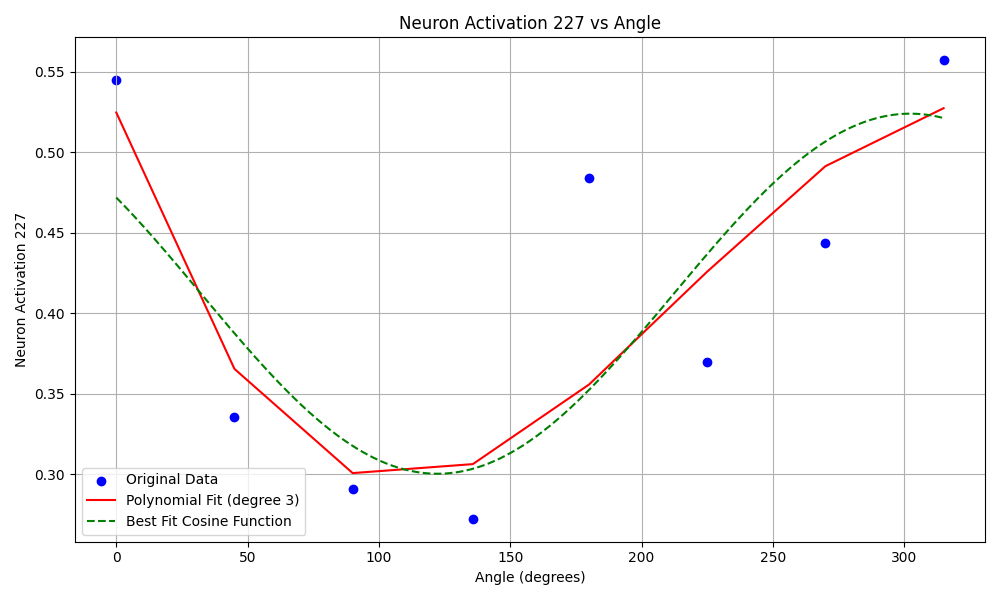 Neuron Activation 227 vs Angle
Neuron Activation 227
0.55
0.50
0.45
0.40
0.35
0.30
Original Data
Polynomial Fit (degree 3)
Best Fit Cosine Function
0 50 100 150 200 250 300
Angle (degrees)